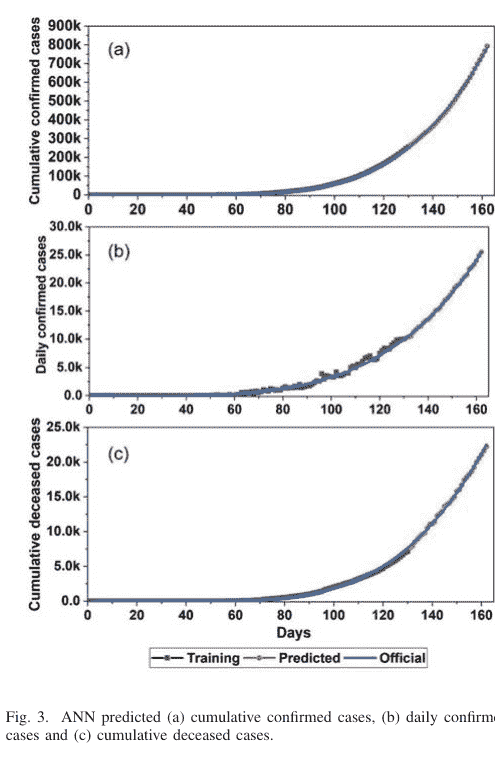 900k
800k
700k
600k
500k
400k
300k
200k
100k
0
Cumulative confirmed cases
(a)
0 20 40 60 80 100 120 140 160
30.0k
25.0k
20.0k
15.0k
10.0k
5.0k
0.0
Daily confirmed cases
(b)
0 20 40 60 80 100 120 140 160
25.0k
20.0k
15.0k
10.0k
5.0k
0.0
Cumulative deceased cases
(c)
0 20 40 60 80 100 120 140 160
Days
Training Predicted Official
Fig. 3. ANN predicted (a) cumulative confirmed cases, (b) daily confirme
cases and (c) cumulative deceased cases.